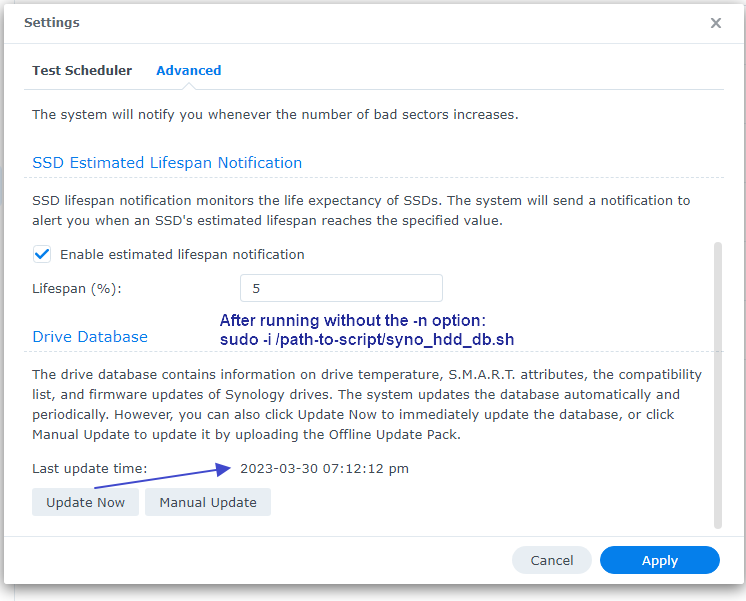 Settings
Test Scheduler Advanced
The system will notify you whenever the number of bad sectors increases.
SSD Estimated Lifespan Notification
SSD lifespan notification monitors the life expectancy of SSDs. The system will send a notification to
alert you when an SSD's estimated lifespan reaches the specified value.
Enable estimated lifespan notification
Lifespan (%): 5
After running without the -n option:
sudo -i /path-to-script/syno_hdd_db.sh
Drive Database
The drive database contains information on drive temperature, S.M.A.R.T. attributes, the compatibility
list, and firmware updates of Synology drives. The system updates the database automatically and
periodically. However, you can also click Update Now to immediately update the database, or click
Manual Update to update it by uploading the Offline Update Pack.
Last update time: 2023-03-30 07:12:12 pm
Update Now Manual Update
Cancel Apply